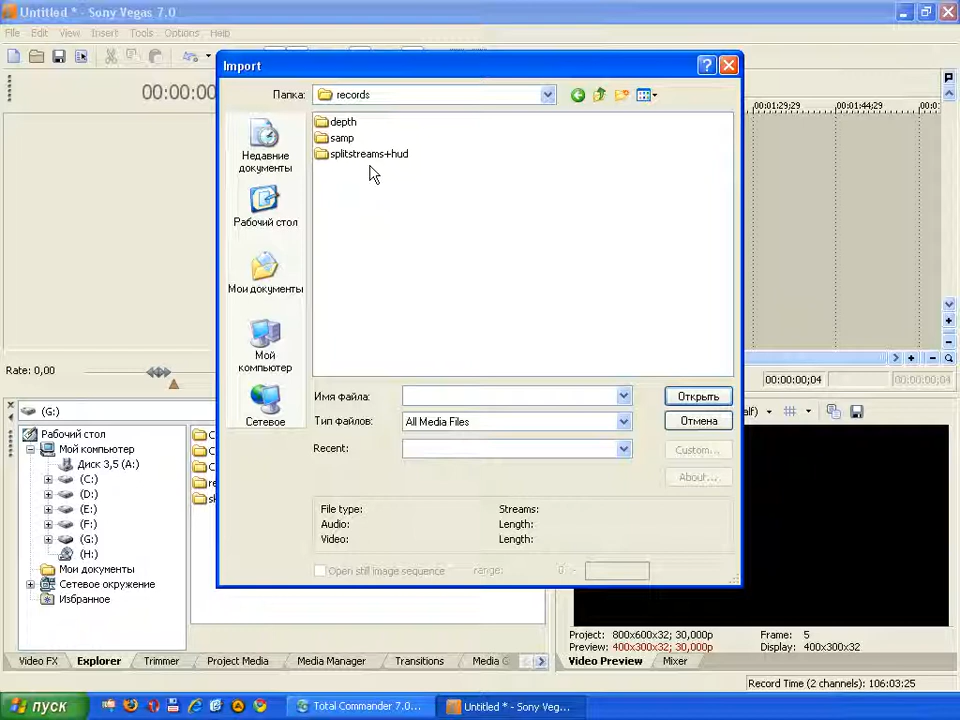 Untitled * - Sony Vegas 7.0
File Edit View Insert Tools Options Help
00:00:00
Import
Папка: records
depth
samp
splitstreams+hud
Недавние документы
Рабочий стол
Мои документы
Мой компьютер
Сетевое
Имя файла:
Открыть
Тип файлов: All Media Files
Отмена
Recent:
Custom...
About...
File type: Streams:
Audio: Length:
Video: Length:
Open still image sequence range: 0 -
00:01:29;29 00:01:44;29 00:0
Rate: 0,00
00:00:00;04 00:00:00;04
(G:)
Рабочий стол
Мой компьютер
Диск 3,5 (A:)
(C:)
(D:)
(E:)
(F:)
(G:)
(H:)
Мои документы
Сетевое окружение
Избранное
Project: 800x600x32; 30,000p Frame: 5
Preview: 400x300x32; 30,000p Display: 400x300x32
Video FX Explorer Trimmer Project Media Media Manager Transitions Media G
Video Preview Mixer
Record Time (2 channels): 106:03:25
пуск
Total Commander 7.0...
Untitled * - Sony Vegas...